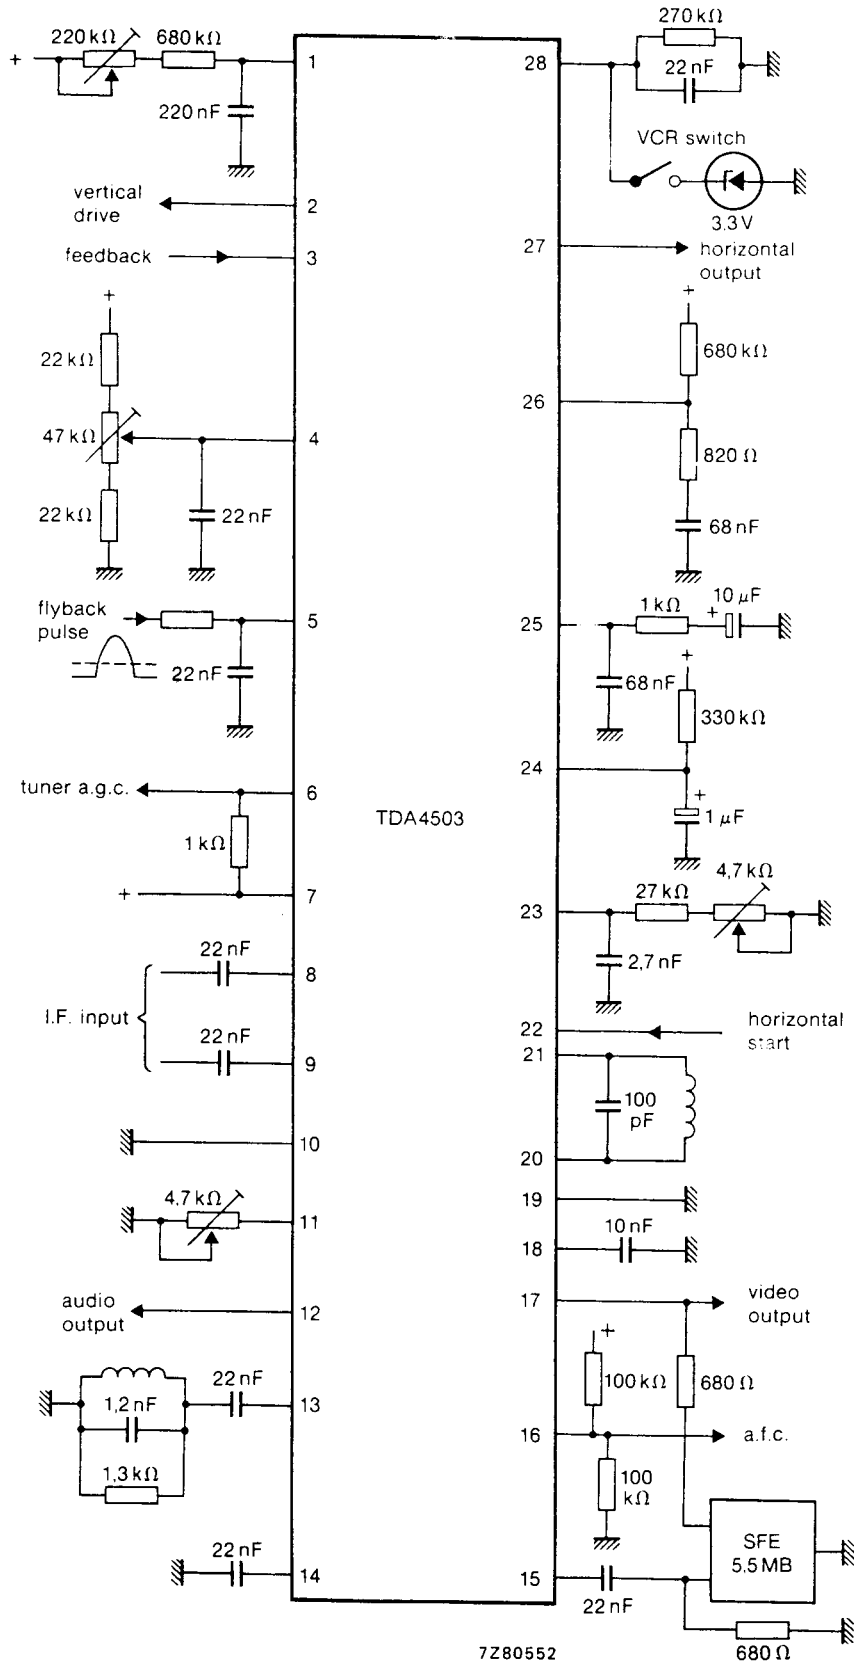 220 kΩ
680 kΩ
+
1
220 nF
vertical
drive
2
feedback
3
+
22 kΩ
47 kΩ
4
22 kΩ
22 nF
flyback
pulse
5
22 nF
tuner a.g.c.
6
1 kΩ
+
7
22 nF
8
I.F. input
22 nF
9
10
4,7 kΩ
11
audio
output
12
22 nF
1,2 nF
13
1,3 kΩ
22 nF
14
TDA4503
270 kΩ
28
22 nF
VCR switch
3.3 V
27
horizontal
output
+
680 kΩ
26
820 Ω
68 nF
25
1 kΩ
+
10 μF
68 nF
+
330 kΩ
24
+
1 μF
23
27 kΩ
4,7 kΩ
2,7 nF
22
horizontal
start
21
100
pF
20
19
10 nF
18
17
video
output
+
100 kΩ
680 Ω
16
a.f.c.
100
kΩ
SFE
5,5 MB
15
22 nF
680 Ω
7Z80552